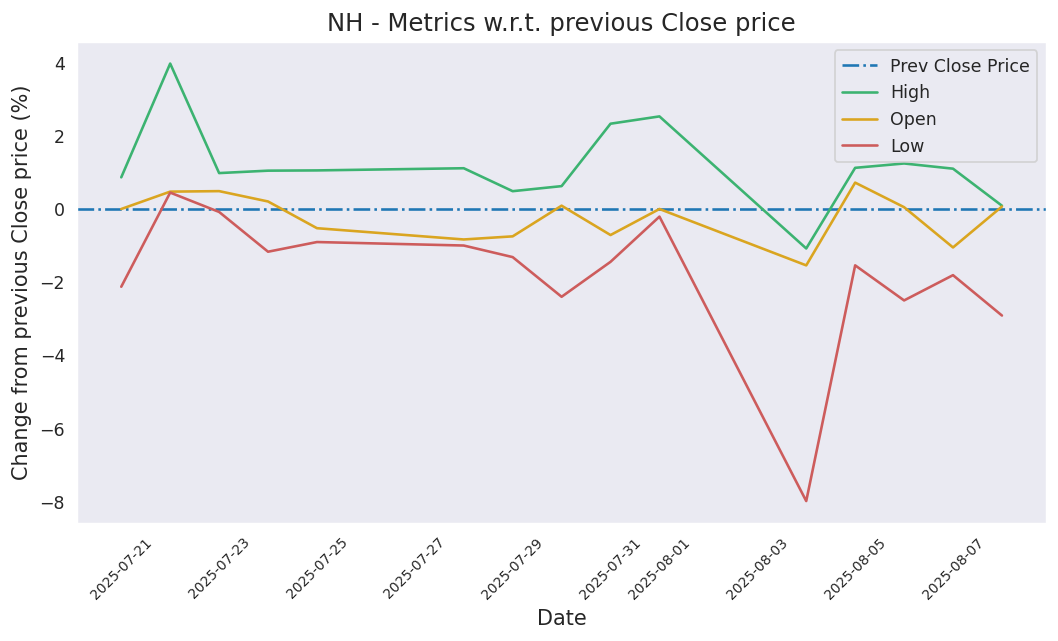 NH - Metrics w.r.t. previous Close price
Prev Close Price
High
Open
Low
Change from previous Close price (%)
4
2
0
−2
−4
−6
−8
2025-07-21
2025-07-23
2025-07-25
2025-07-27
2025-07-29
2025-07-31
2025-08-01
2025-08-03
2025-08-05
2025-08-07
Date